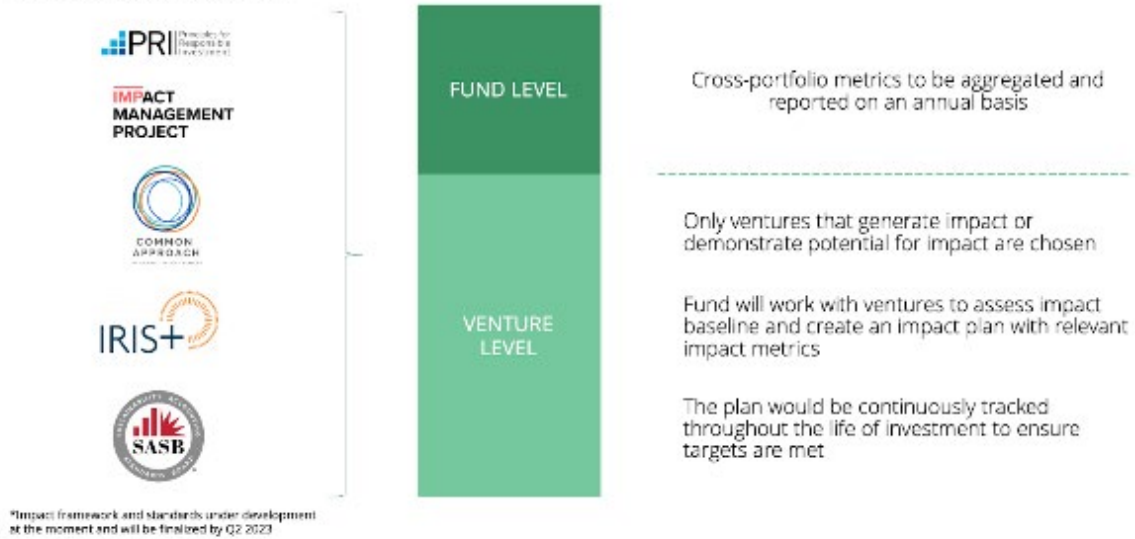 PRI Principles for
Responsible
Investment
IMPACT
MANAGEMENT
PROJECT
COMMON
APPROACH
IRIS+
SUSTAINABILITY ACCOUNTING
SASB
STANDARDS BOARD
*Impact framework and standards under development
at the moment and will be finalized by Q2 2023
FUND LEVEL
VENTURE
LEVEL
Cross-portfolio metrics to be aggregated and
reported on an annual basis
Only ventures that generate impact or
demonstrate potential for impact are chosen
Fund will work with ventures to assess impact
baseline and create an impact plan with relevant
impact metrics
The plan would be continuously tracked
throughout the life of investment to ensure
targets are met